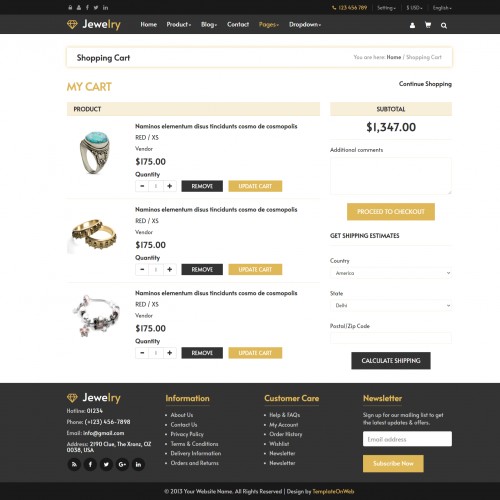 123 456 789 Setting $ USD English
Jewelry Home Product Blog Contact Pages Dropdown
Shopping Cart You are here: Home / Shopping Cart
MY CART Continue Shopping
PRODUCT
Naminos elementum disus tincidunts cosmo de cosmopolis
RED / XS
Vendor
$175.00
Quantity
- 1 + REMOVE UPDATE CART
Naminos elementum disus tincidunts cosmo de cosmopolis
RED / XS
Vendor
$175.00
Quantity
- 1 + REMOVE UPDATE CART
Naminos elementum disus tincidunts cosmo de cosmopolis
RED / XS
Vendor
$175.00
Quantity
- 1 + REMOVE UPDATE CART
SUBTOTAL
$1,347.00
Additional comments
PROCEED TO CHECKOUT
GET SHIPPING ESTIMATES
Country
America
State
Delhi
Postal/Zip Code
CALCULATE SHIPPING
Jewelry
Hotline: 01234
Phone: (+123) 456-7898
Email: info@gmail.com
Address: 2190 Oue, The Xronz, OZ
0038, USA
Information
About Us
Contact Us
Privacy Policy
Terms & Conditions
Delivery Information
Orders and Returns
Customer Care
Help & FAQs
My Account
Order History
Wishlist
Newsletter
Newsletter
Newsletter
Sign up for our mailing list to get
the latest updates & offers.
Email address
Subscribe Now
© 2013 Your Website Name. All Rights Reserved | Design by TemplateOnWeb